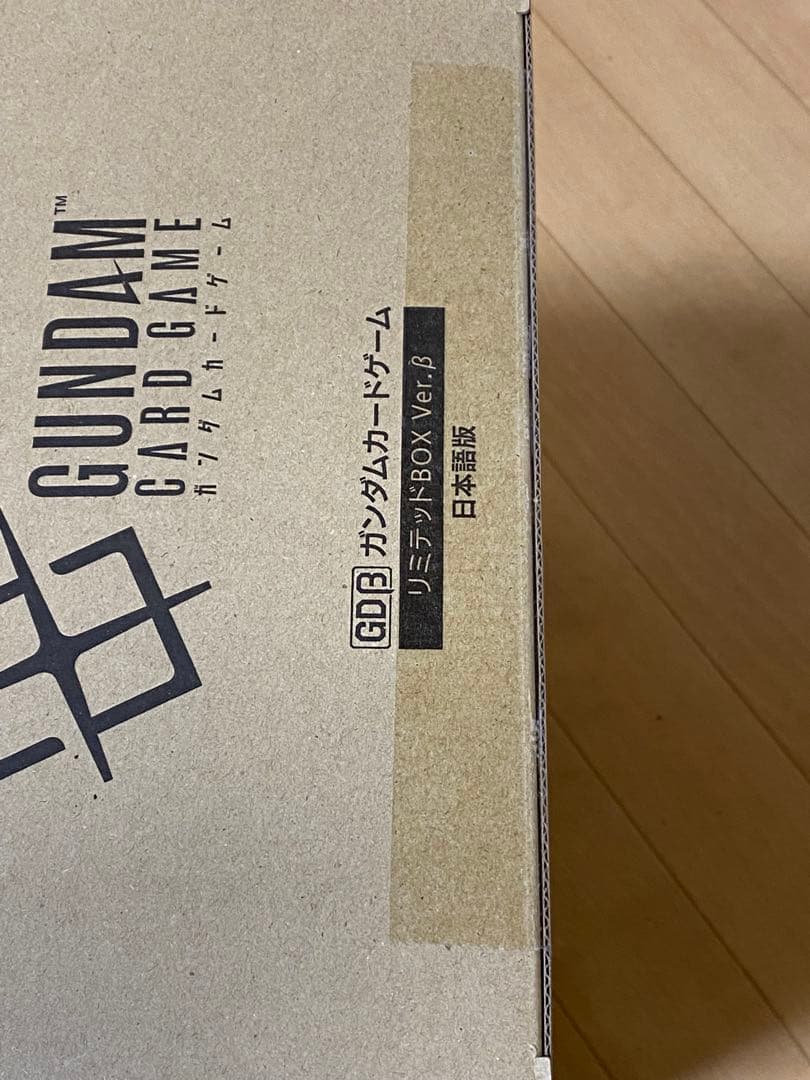 GUNDAM™
CARD GAME
ガンダムカードゲーム
GDβ ガンダムカードゲーム
リミテッドBOX Ver.β
日本語版